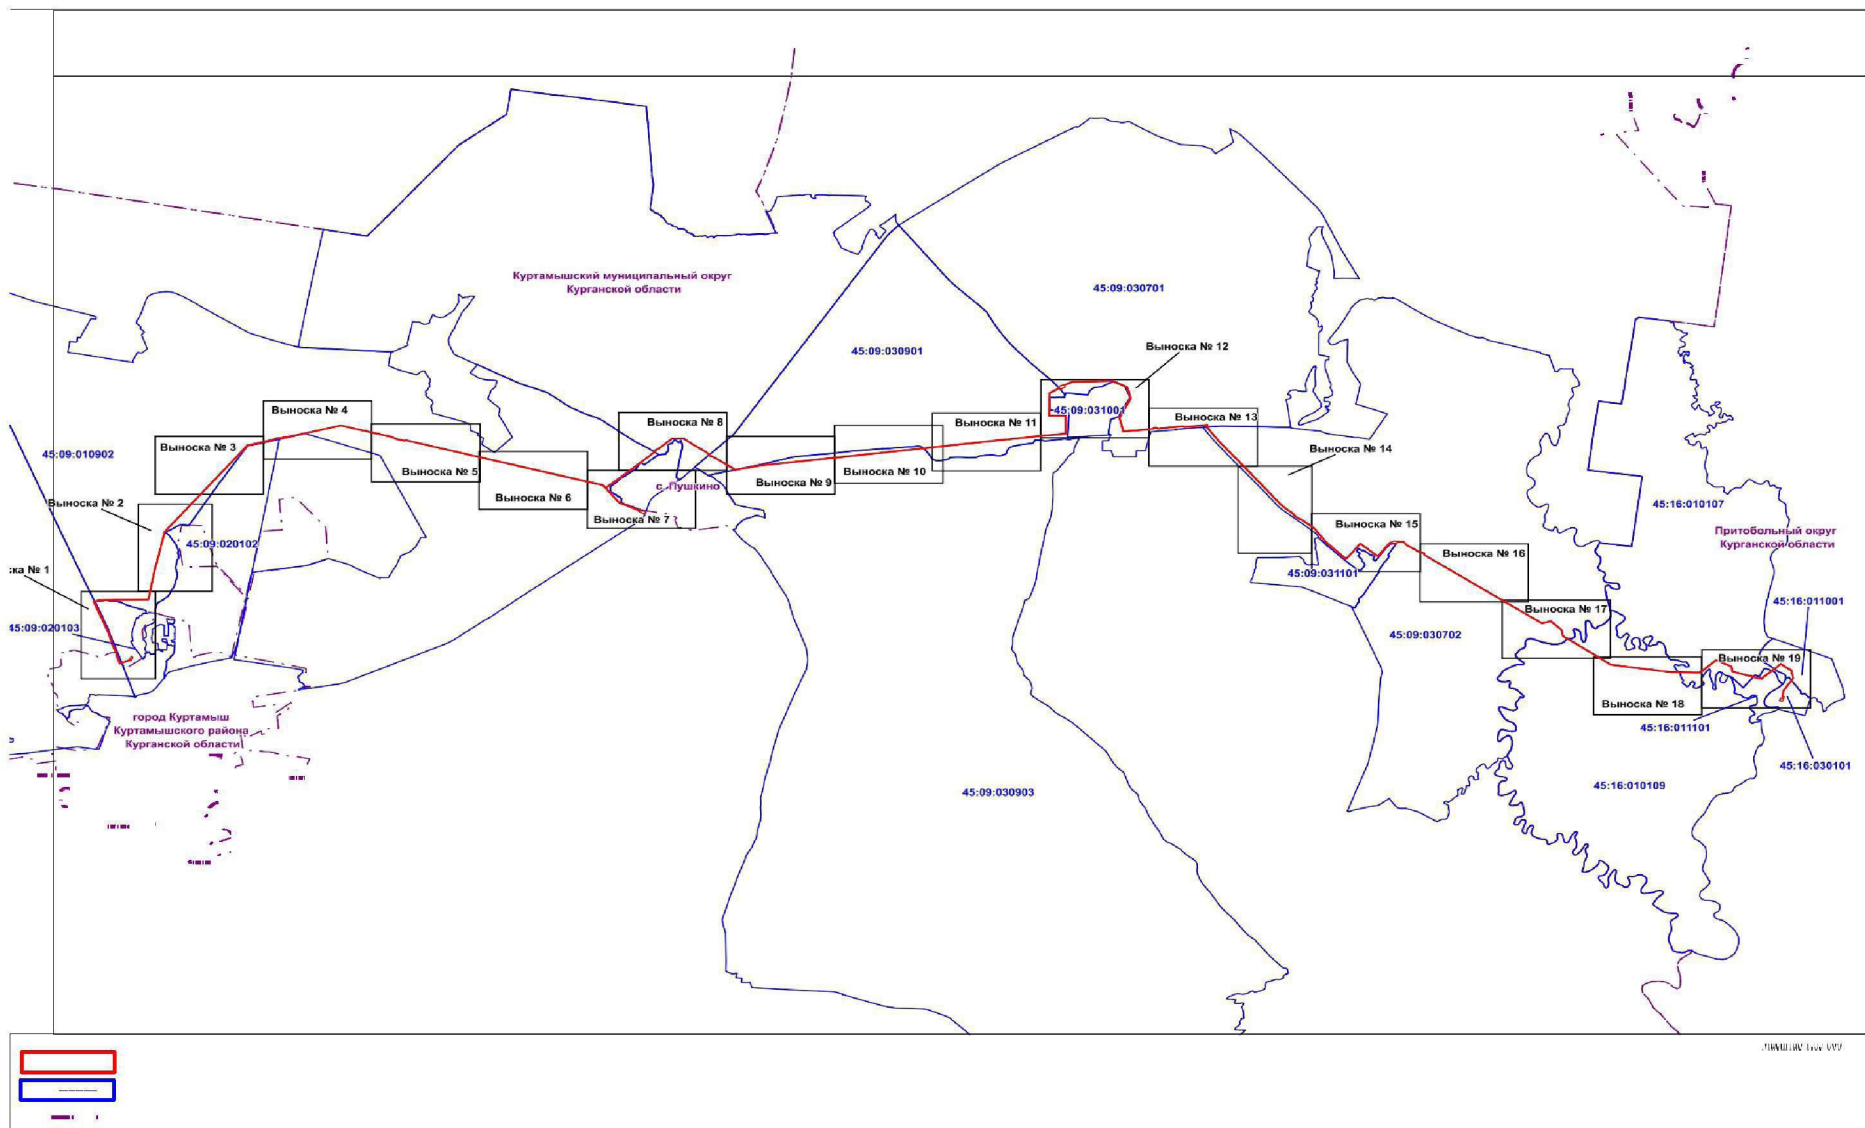 Куртамышский муниципальный округ
Курганской области
45:09:030701
45:09:030901
Выноска № 12
Выноска № 4
45:09:031001
Выноска № 8
Выноска № 11
Выноска № 13
Выноска № 3
45:09:010902
Выноска № 14
Выноска № 5
Выноска № 10
Выноска № 9
с. Пушкино
Выноска № 6
Выноска № 2
45:16:010107
Выноска № 7
Выноска № 15
Притобольный округ
Курганской области
45:09:020102
Выноска № 16
ка № 1
45:09:031101
45:16:011001
Выноска № 17
45:09:020103
45:09:030702
Выноска № 19
Выноска № 18
город Куртамыш
Куртамышского района
Курганской области
45:16:011101
45:16:030101
45:16:010109
45:09:030903